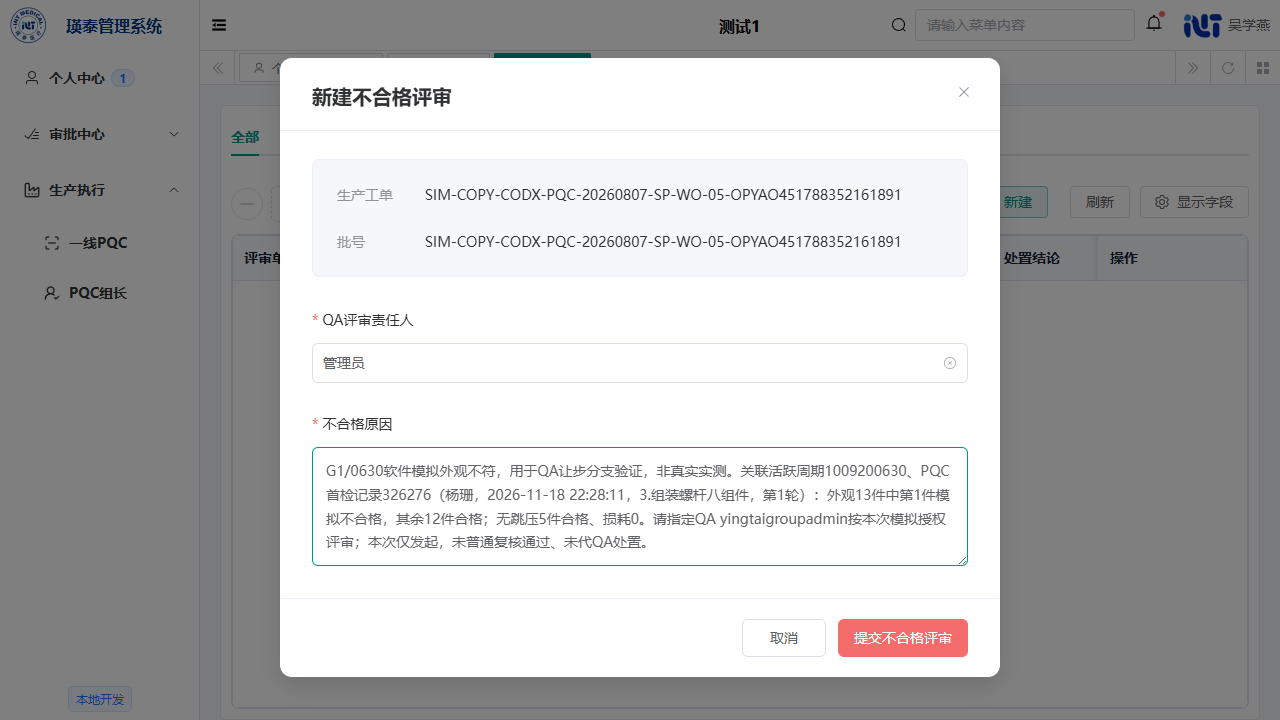 瑛泰管理系统
测试1
请输入菜单内容
吴学燕
个人中心 1
审批中心
生产执行
一线PQC
PQC组长
本地开发
全部
新建
刷新
显示字段
处置结论
操作
新建不合格评审
生产工单 SIM-COPY-CODX-PQC-20260807-SP-WO-05-OPYAO451788352161891
批号 SIM-COPY-CODX-PQC-20260807-SP-WO-05-OPYAO451788352161891
* QA评审责任人
管理员
* 不合格原因
G1/0630软件模拟外观不符，用于QA让步分支验证，非真实实测。关联活跃周期1009200630、PQC
首检记录326276（杨珊，2026-11-18 22:28:11，3.组装螺杆八组件，第1轮）：外观13件中第1件模
拟不合格，其余12件合格；无跳压5件合格、损耗0。请指定QA yingtaigroupadmin按本次模拟授权
评审；本次仅发起，未普通复核通过、未代QA处置。
取消
提交不合格评审